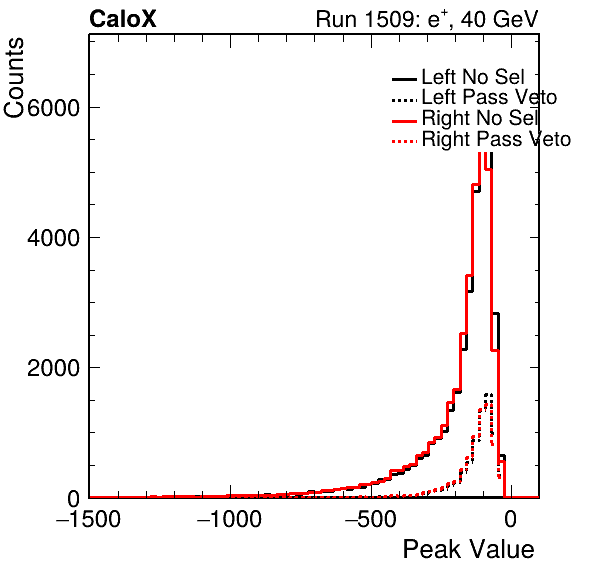 CaloX Run 1509: e⁺, 40 GeV
Counts
Left No Sel
Left Pass Veto
Right No Sel
Right Pass Veto
6000
4000
2000
0
−1500 −1000 −500 0
Peak Value